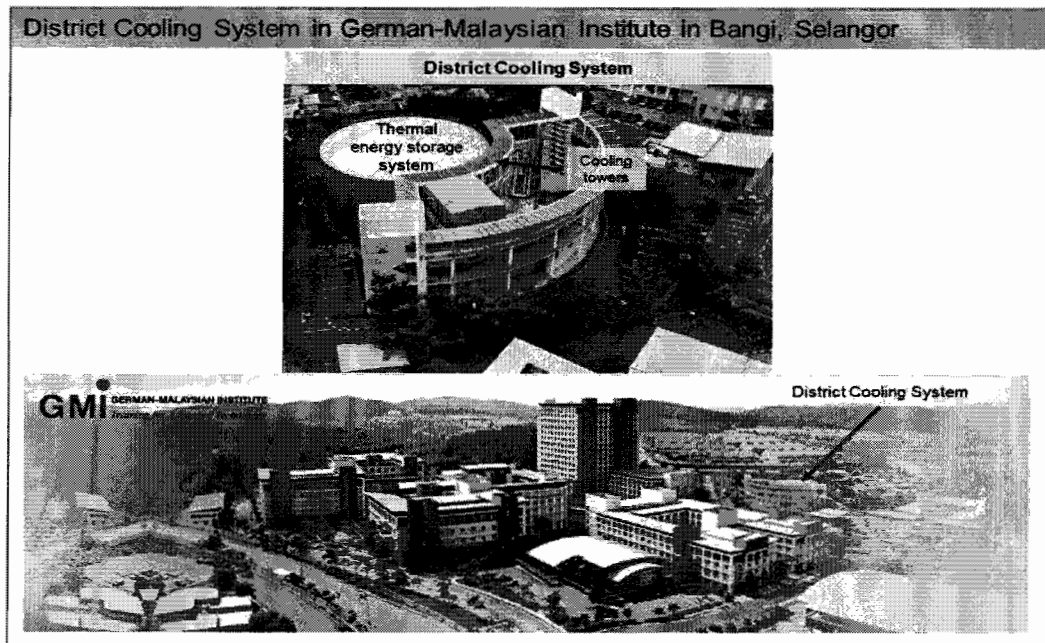 District Cooling System in German-Malaysian Institute in Bangi, Selangor
District Cooling System
Thermal
energy storage
system
Cooling
towers
GMi GERMAN-MALAYSIAN INSTITUTE
District Cooling System